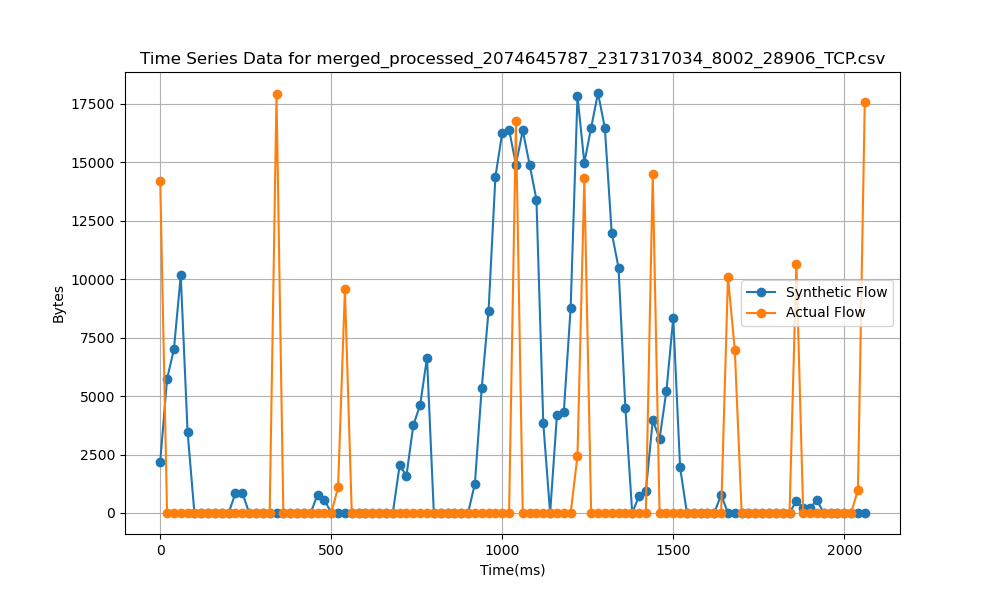 Time Series Data for merged_processed_2074645787_2317317034_8002_28906_TCP.csv
17500
15000
12500
10000
7500
5000
2500
0
Bytes
Synthetic Flow
Actual Flow
0 500 1000 1500 2000
Time(ms)